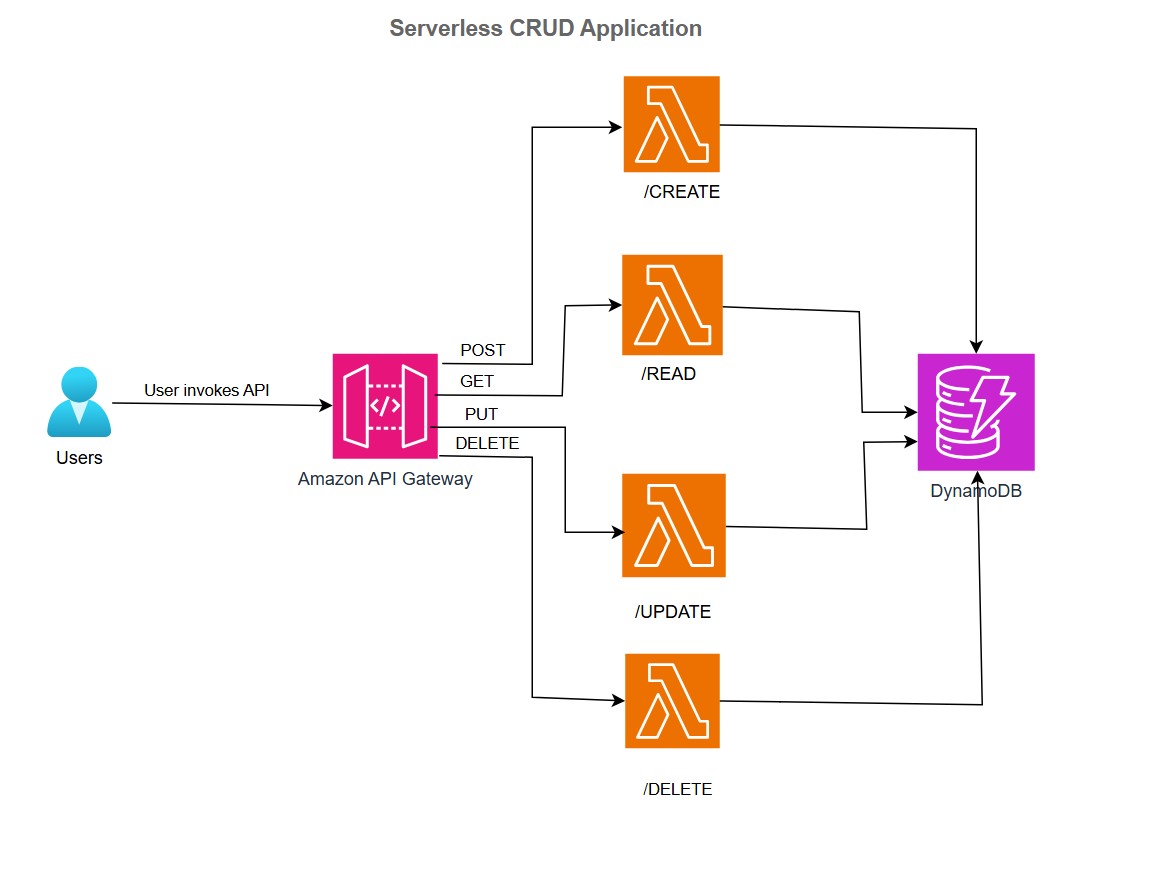 Serverless CRUD Application
/CREATE
POST
/READ
GET
User invokes API
</>
PUT
DELETE
Users
Amazon API Gateway
DynamoDB
/UPDATE
/DELETE